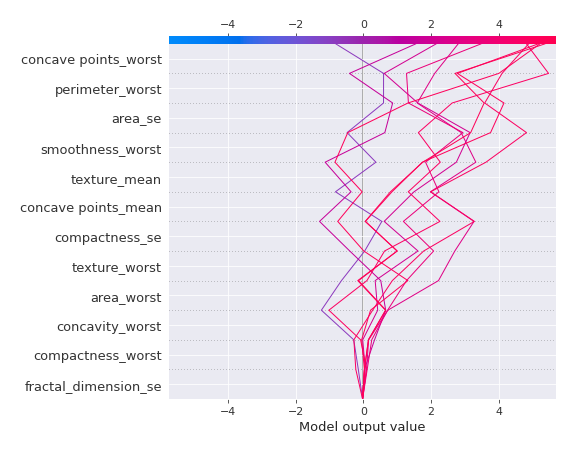 −4 −2 0 2 4
concave points_worst
perimeter_worst
area_se
smoothness_worst
texture_mean
concave points_mean
compactness_se
texture_worst
area_worst
concavity_worst
compactness_worst
fractal_dimension_se
−4 −2 0 2 4
Model output value